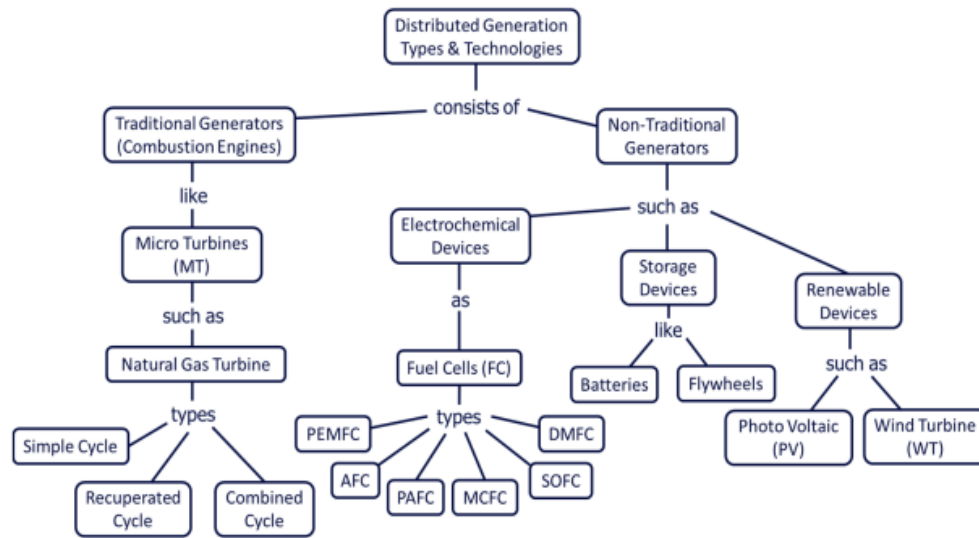 Distributed Generation
Types & Technologies
consists of
Traditional Generators
(Combustion Engines)
Non-Traditional
Generators
like
such as
Micro Turbines
(MT)
Electrochemical
Devices
Storage
Devices
Renewable
Devices
such as
as
like
such as
Natural Gas Turbine
Fuel Cells (FC)
Batteries
Flywheels
Photo Voltaic
(PV)
Wind Turbine
(WT)
types
types
Simple Cycle
Recuperated
Cycle
Combined
Cycle
PEMFC
AFC
PAFC
MCFC
SOFC
DMFC